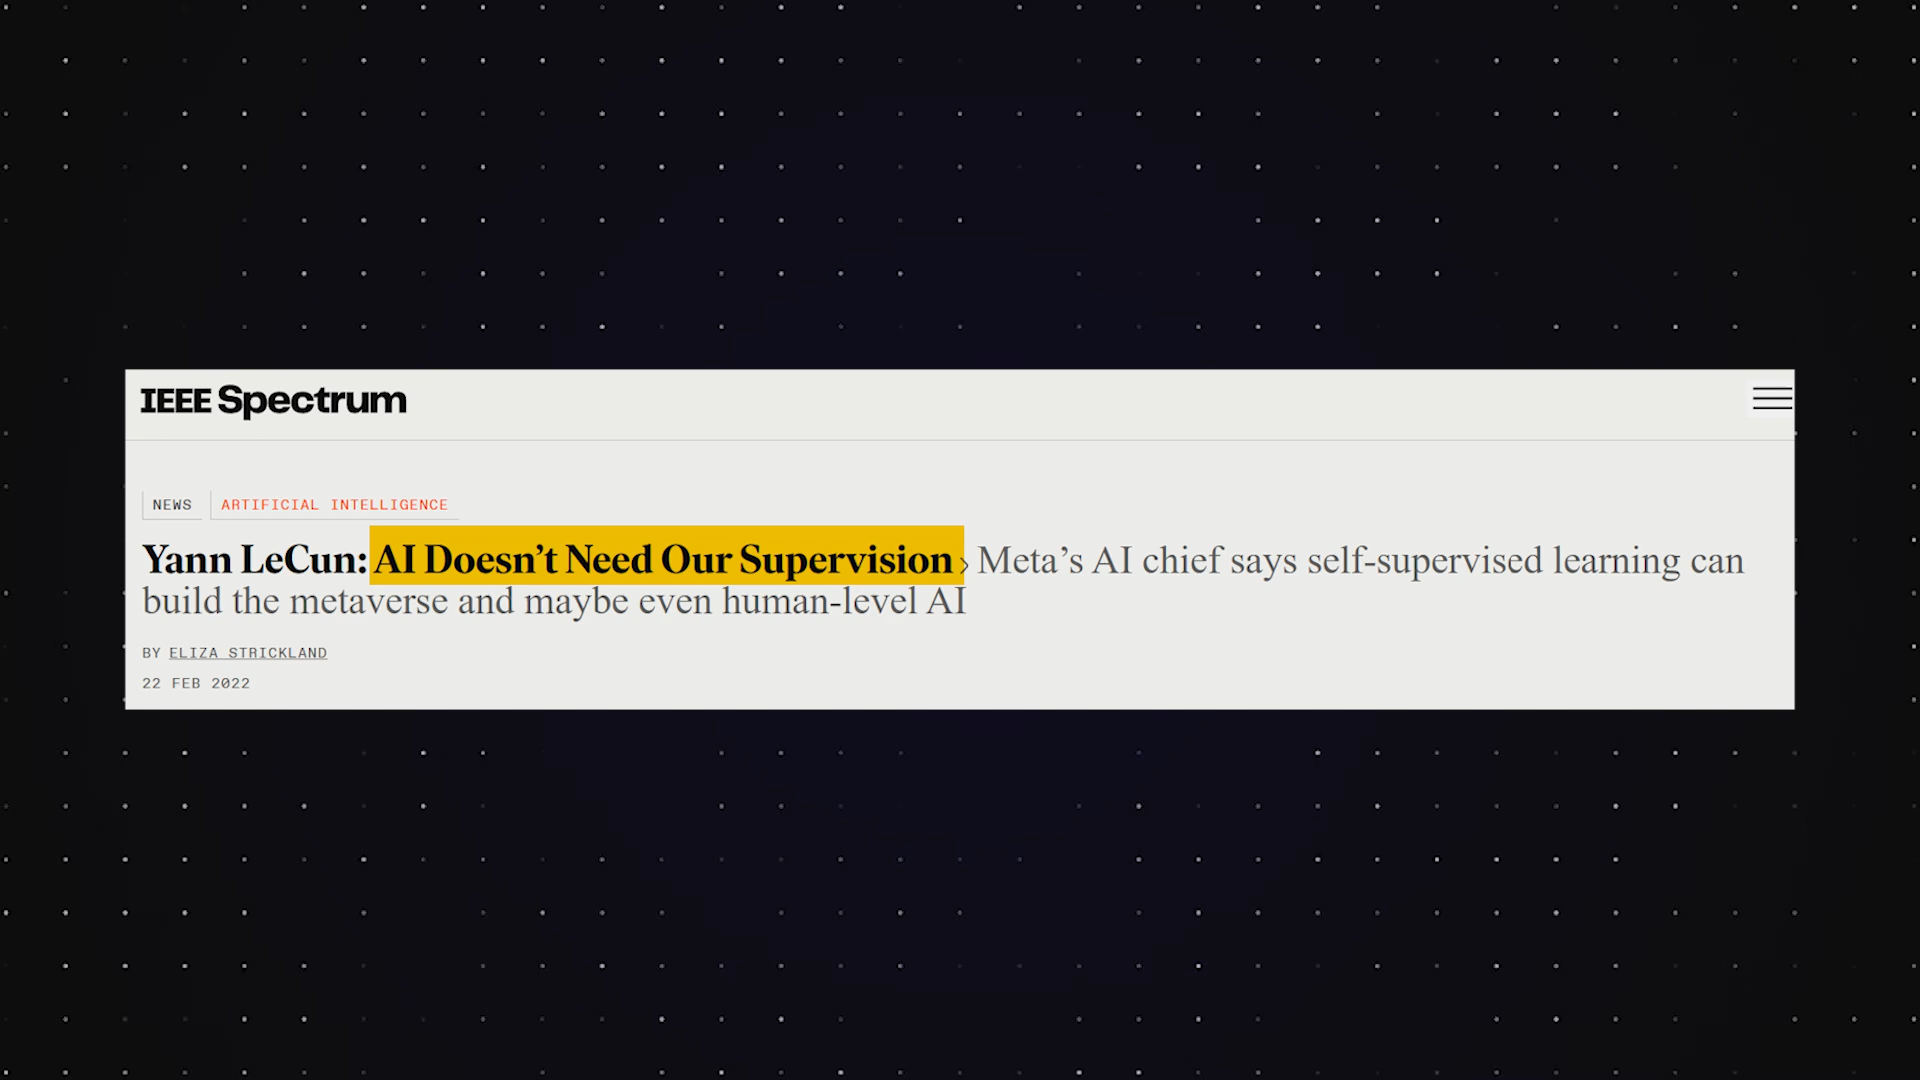 IEEE Spectrum
NEWS ARTIFICIAL INTELLIGENCE
Yann LeCun: AI Doesn’t Need Our Supervision › Meta’s AI chief says self-supervised learning can
build the metaverse and maybe even human-level AI
BY ELIZA STRICKLAND
22 FEB 2022